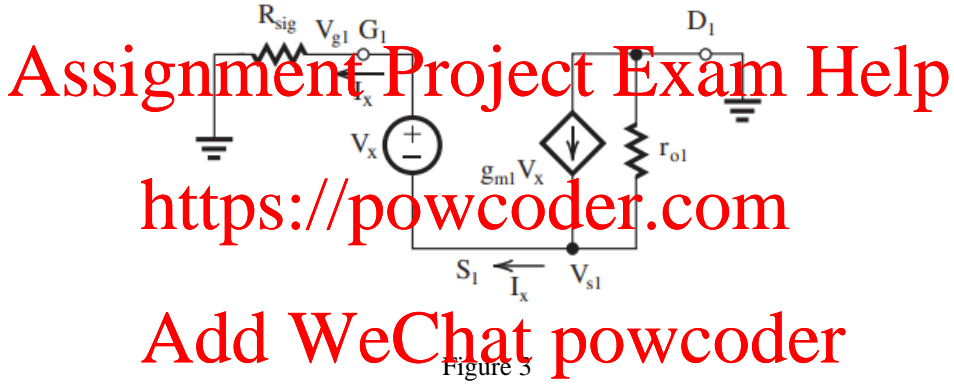 Rsig
Vg1 G1
D1
Assignment Project Exam Help
Ix
Vx
+
−
gm1Vx
ro1
https://powcoder.com
S1
Ix
Vs1
Add WeChat powcoder
Figure 3